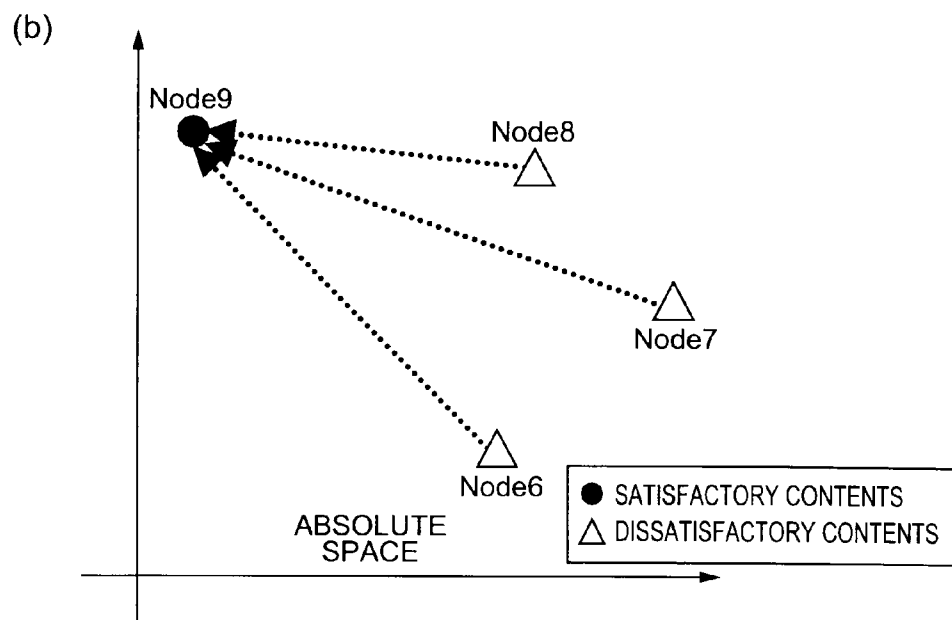 (b)
Node9
Node8
Node7
Node6
ABSOLUTE
SPACE
SATISFACTORY CONTENTS
DISSATISFACTORY CONTENTS